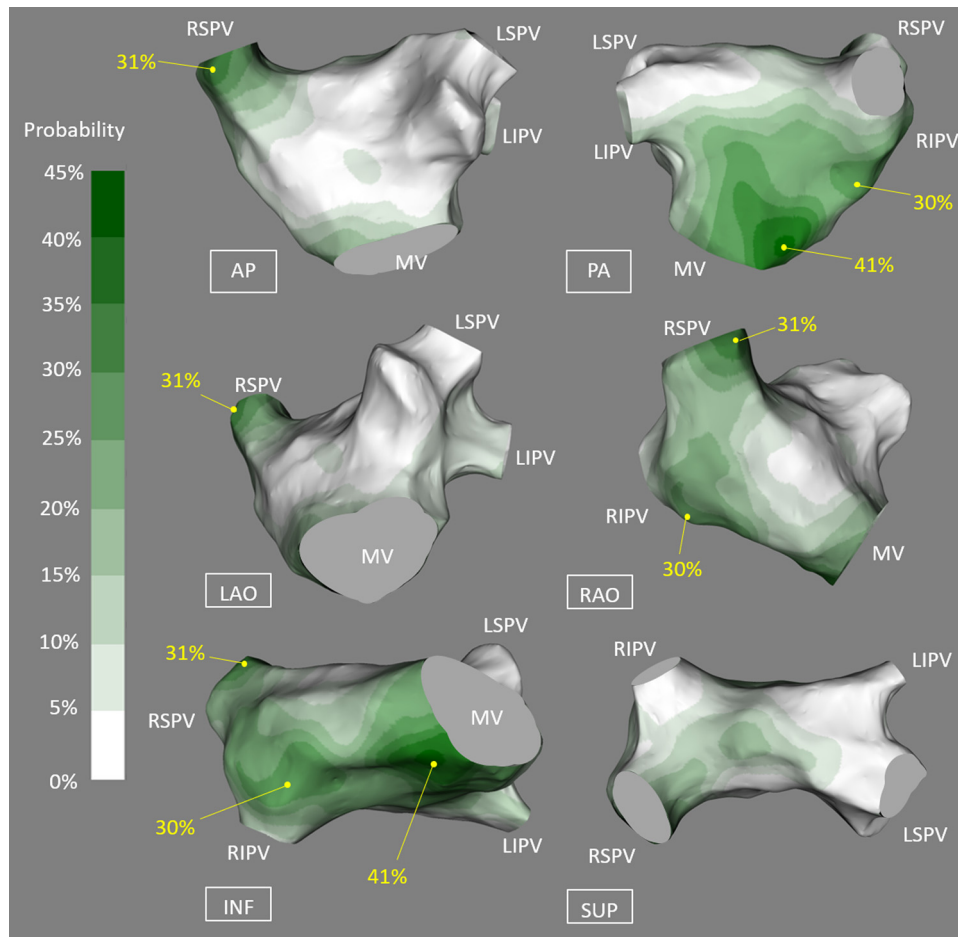 Probability
45%
40%
35%
30%
25%
20%
15%
10%
5%
0%
RSPV
31%
LSPV
LIPV
MV
AP
LSPV
RSPV
LIPV
RIPV
30%
MV
41%
PA
LSPV
31%
RSPV
LIPV
MV
LAO
RSPV
31%
RIPV
30%
MV
RAO
LSPV
31%
RSPV
MV
30%
RIPV
LIPV
41%
INF
RIPV
LIPV
RSPV
LSPV
SUP